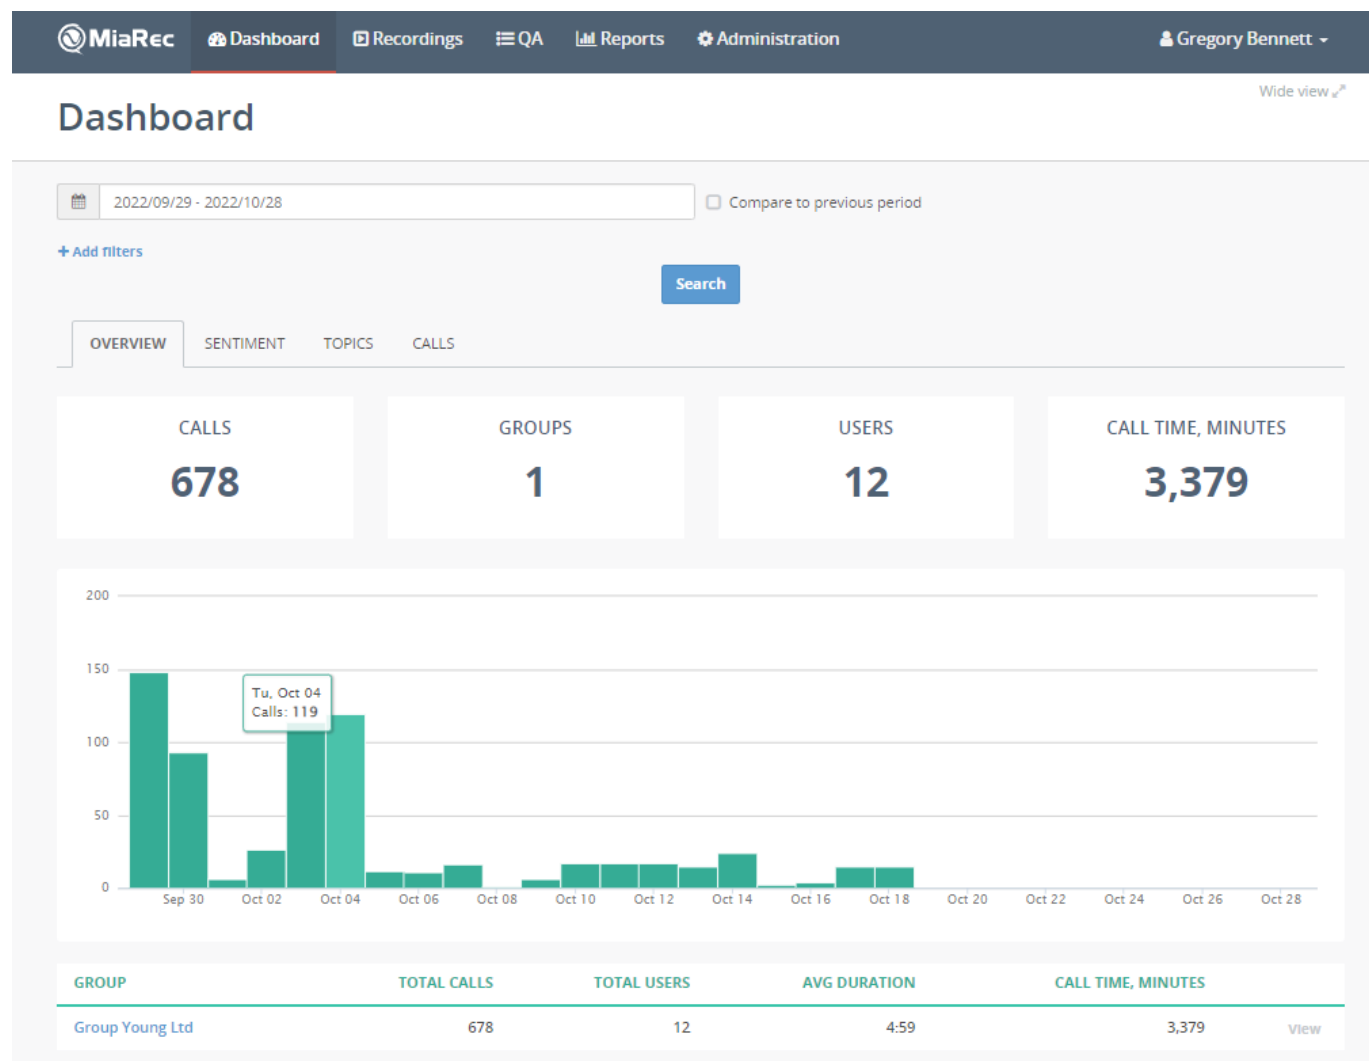 MiaRec Dashboard Recordings QA Reports Administration Gregory Bennett
Wide view
Dashboard
2022/09/29 - 2022/10/28 Compare to previous period
+ Add filters
Search
OVERVIEW SENTIMENT TOPICS CALLS
CALLS GROUPS USERS CALL TIME, MINUTES
678 1 12 3,379
200
150
Tu, Oct 04
Calls: 119
100
50
0
Sep 30 Oct 02 Oct 04 Oct 06 Oct 08 Oct 10 Oct 12 Oct 14 Oct 16 Oct 18 Oct 20 Oct 22 Oct 24 Oct 26 Oct 28
GROUP TOTAL CALLS TOTAL USERS AVG DURATION CALL TIME, MINUTES
Group Young Ltd 678 12 4:59 3,379 View